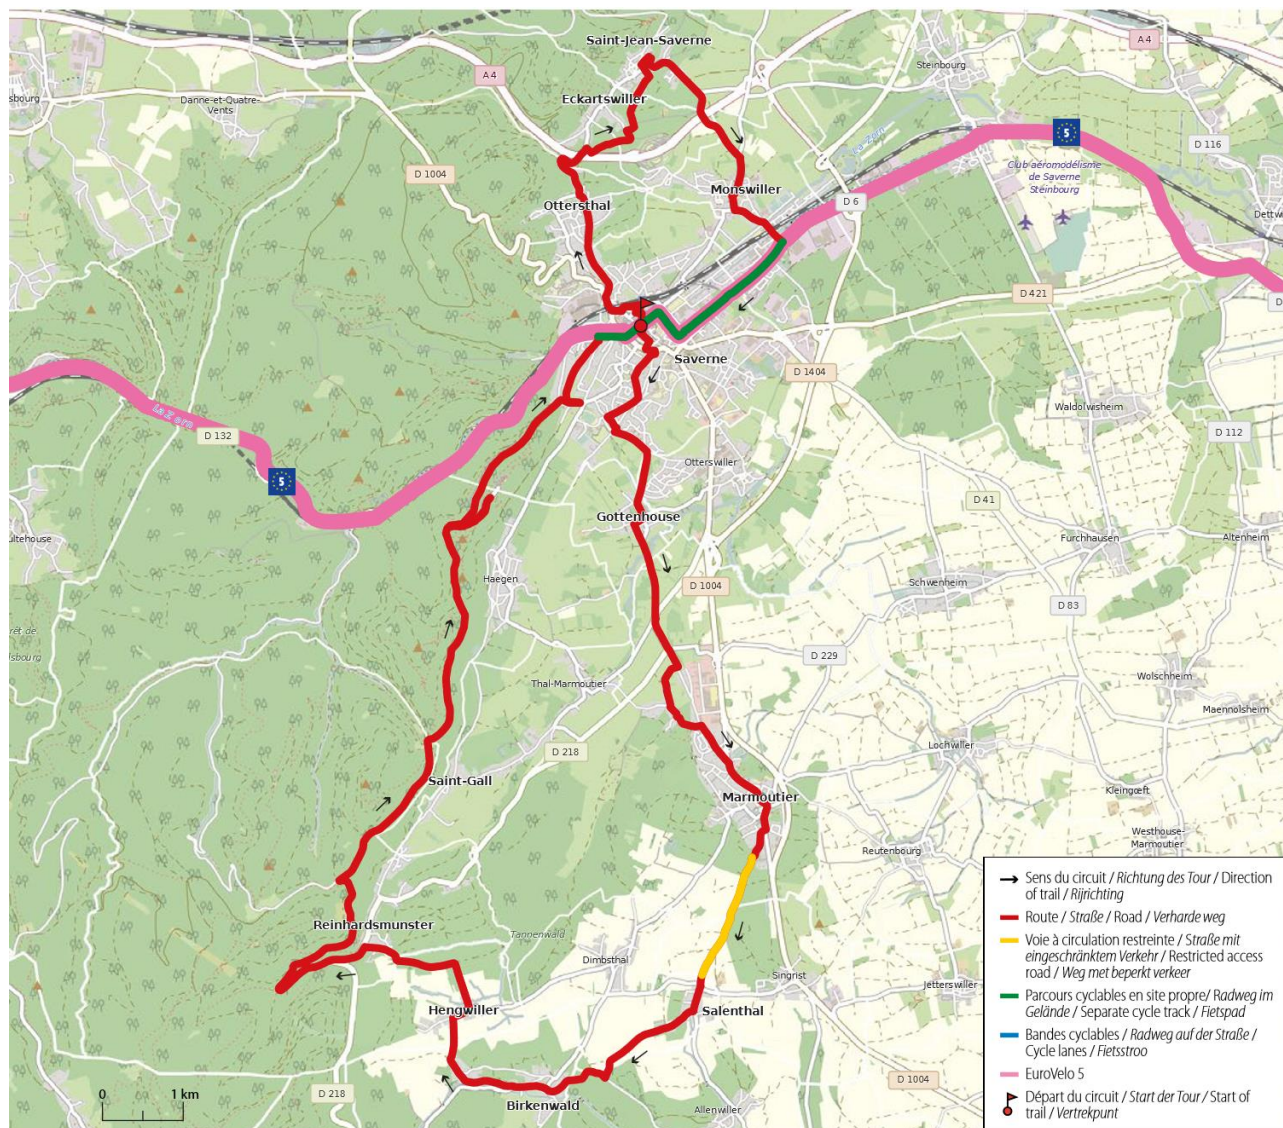 Saint-Jean-Saverne
A 4
A 4
Steinbourg
Danne-et-Quatre-
Vents
Eckartswiller
La Zorn
5
D 116
Club aéromodélisme
de Saverne
Steinbourg
D 1004
Monswiller
Ottersthal
D 6
D 421
Saverne
D 1404
Waldolwisheim
La Zorn
D 132
D 112
Otterswiller
5
D 41
Gottenhouse
Furchhausen
Altenheim
Haegen
Schwenheim
D 1004
D 83
D 229
Thal-Marmoutier
Wolschheim
Maennolsheim
D 218
Lochwiller
Saint-Gall
Marmoutier
Kleingœft
Westhouse-
Marmoutier
Reutenbourg
Reinhardsmunster
Tannenwald
Dimbsthal
Singrist
Jetterswiller
Hengwiller
Salenthal
D 1004
D 218
Birkenwald
Allenwiller
0 1 km
Sens du circuit / Richtung des Tour / Direction
of trail / Rijrichting
Route / Straße / Road / Verharde weg
Voie à circulation restreinte / Straße mit
eingeschränktem Verkehr / Restricted access
road / Weg met beperkt verkeer
Parcours cyclables en site propre/ Radweg im
Gelände / Separate cycle track / Fietspad
Bandes cyclables / Radweg auf der Straße /
Cycle lanes / Fietsstroo
EuroVelo 5
Départ du circuit / Start der Tour / Start of
trail / Vertrekpunt